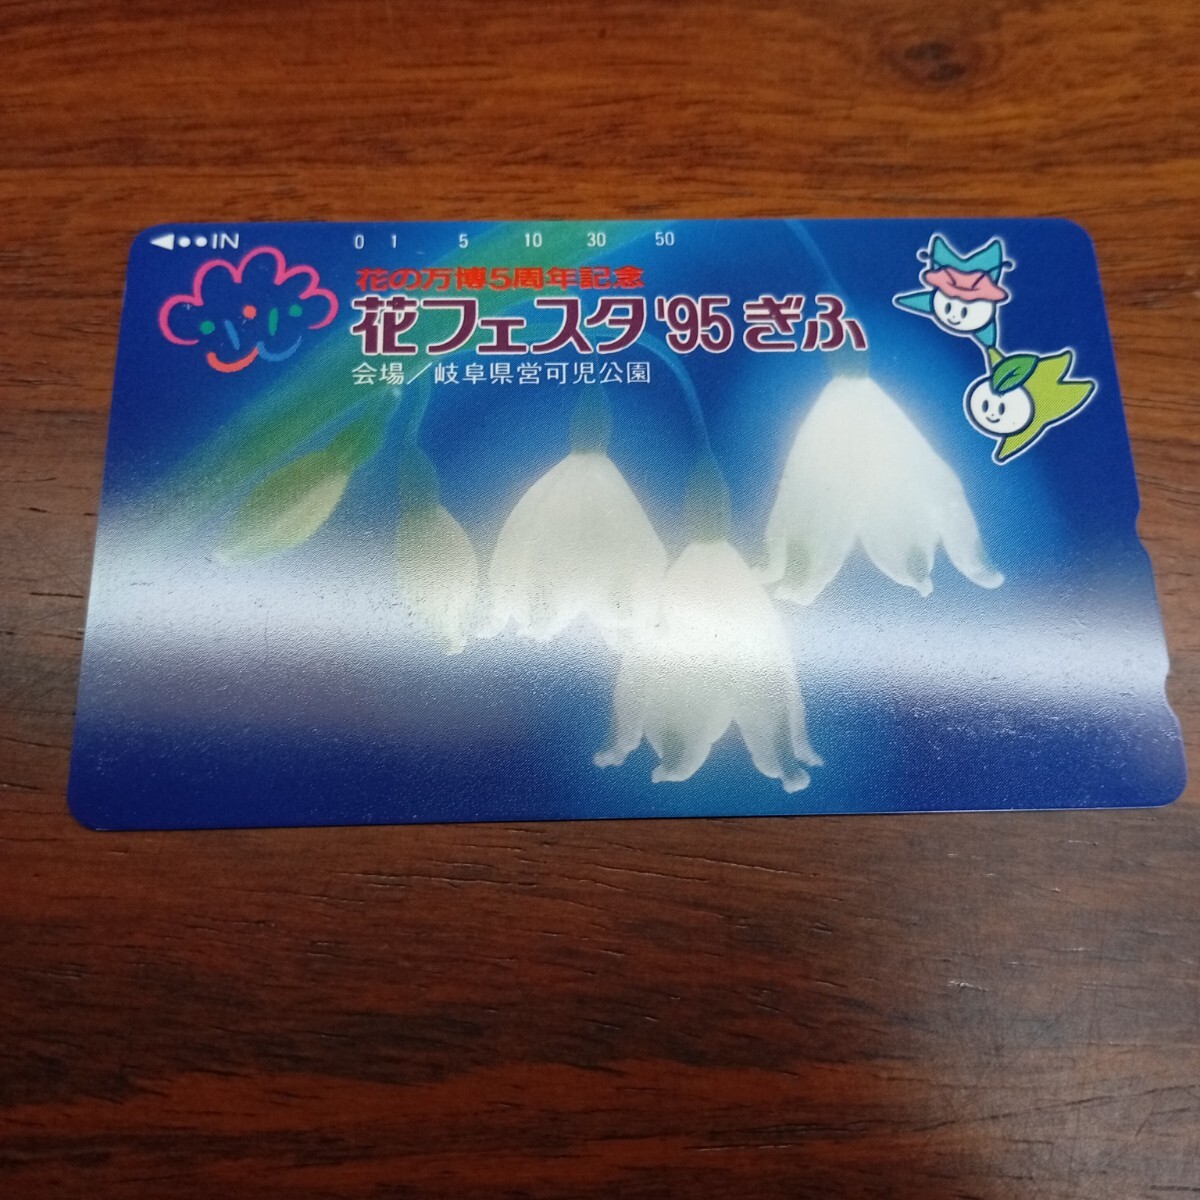 ◀●●IN 0 1 5 10 30 50
花の万博5周年記念
花フェスタ'95ぎふ
会場／岐阜県営可児公園